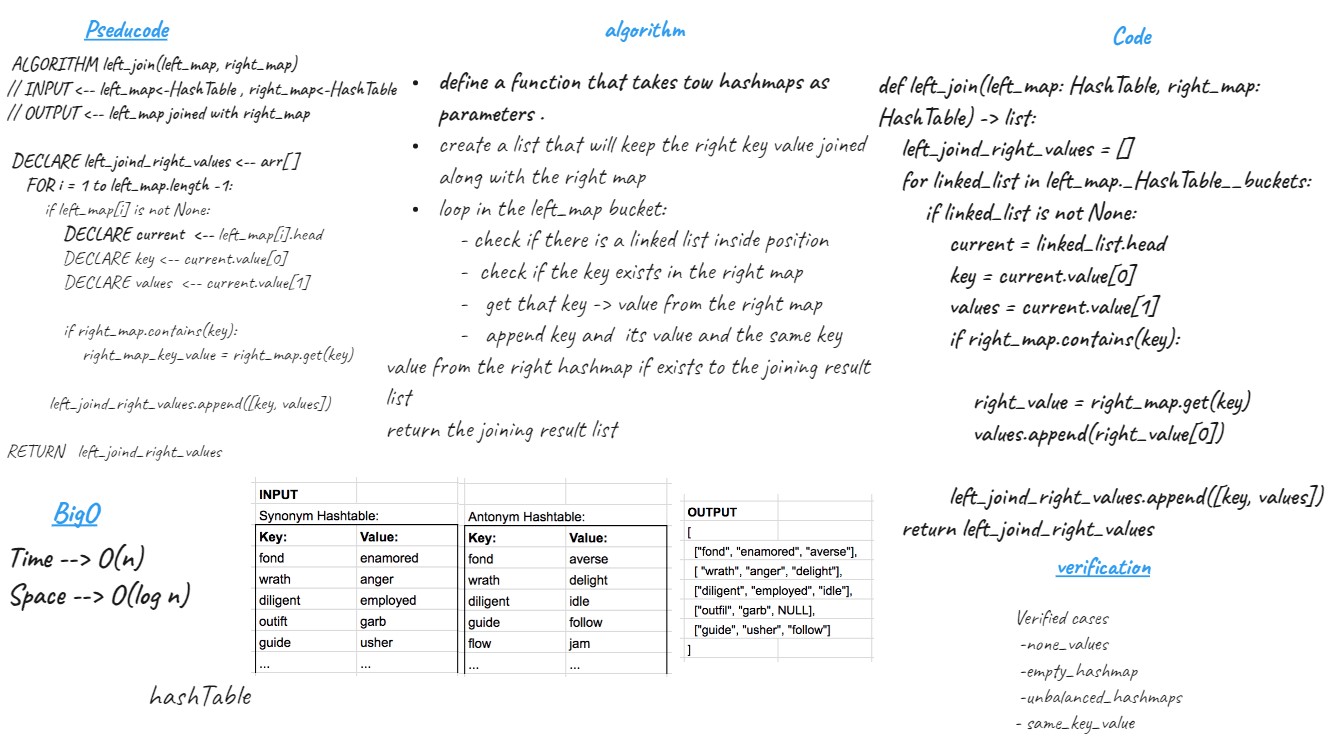 Pseducode
ALGORITHM left_join(left_map, right_map)
// INPUT <-- left_map<-HashTable , right_map<-HashTable
// OUTPUT <-- left_map joined with right_map
DECLARE left_joind_right_values <-- arr[]
FOR i = 1 to left_map.length -1:
if left_map[i] is not None:
DECLARE current <-- left_map[i].head
DECLARE key <-- current.value[0]
DECLARE values <-- current.value[1]
if right_map.contains(key):
right_map_key_value = right_map.get(key)
left_joind_right_values.append([key, values])
RETURN left_joind_right_values
algorithm
• define a function that takes tow hashmaps as
parameters .
• create a list that will keep the right key value joined
along with the right map
• loop in the left_map bucket:
- check if there is a linked list inside position
- check if the key exists in the right map
- get that key -> value from the right map
- append key and its value and the same key
value from the right hashmap if exists to the joining result
list
return the joining result list
Code
def left_join(left_map: HashTable, right_map:
HashTable) -> list:
left_joind_right_values = []
for linked_list in left_map._HashTable__buckets:
if linked_list is not None:
current = linked_list.head
key = current.value[0]
values = current.value[1]
if right_map.contains(key):
right_value = right_map.get(key)
values.append(right_value[0])
left_joind_right_values.append([key, values])
return left_joind_right_values
BigO
Time --> O(n)
Space --> O(log n)
hashTable
INPUT
Synonym Hashtable:
Key: Value:
fond enamored
wrath anger
diligent employed
outift garb
guide usher
... ...
Antonym Hashtable:
Key: Value:
fond averse
wrath delight
diligent idle
guide follow
flow jam
... ...
OUTPUT
[
["fond", "enamored", "averse"],
[ "wrath", "anger", "delight"],
["diligent", "employed", "idle"],
["outfil", "garb", NULL],
["guide", "usher", "follow"]
]
verification
Verified cases
-none_values
-empty_hashmap
-unbalanced_hashmaps
- same_key_value